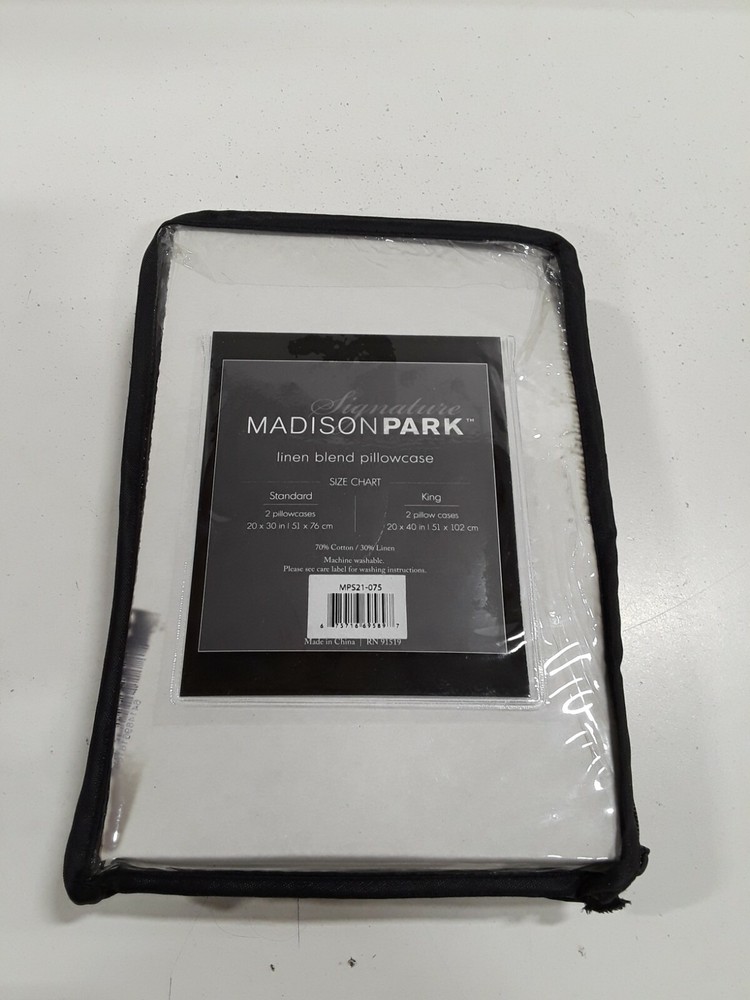 Signature
MADISONPARK™
linen blend pillowcase
SIZE CHART
Standard
2 pillowcases
20 x 30 in | 51 x 76 cm
King
2 pillow cases
20 x 40 in | 51 x 102 cm
70% Cotton / 30% Linen
Machine washable.
Please see care label for washing instructions.
MPS21-075
Made in China | RN 91519